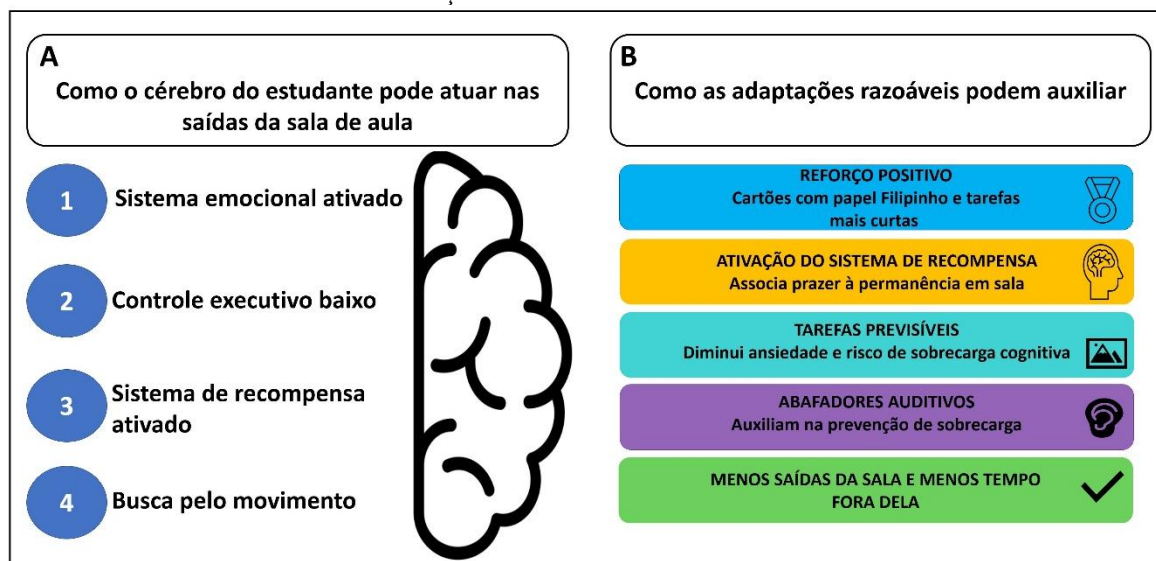 A
Como o cérebro do estudante pode atuar nas
saídas da sala de aula
1
Sistema emocional ativado
2
Controle executivo baixo
3
Sistema de recompensa
ativado
4
Busca pelo movimento
B
Como as adaptações razoáveis podem auxiliar
REFORÇO POSITIVO
Cartões com papel Filipinho e tarefas
mais curtas
ATIVAÇÃO DO SISTEMA DE RECOMPENSA
Associa prazer à permanência em sala
TAREFAS PREVISÍVEIS
Diminui ansiedade e risco de sobrecarga cognitiva
ABAFADORES AUDITIVOS
Auxiliam na prevenção de sobrecarga
MENOS SAÍDAS DA SALA E MENOS TEMPO
FORA DELA